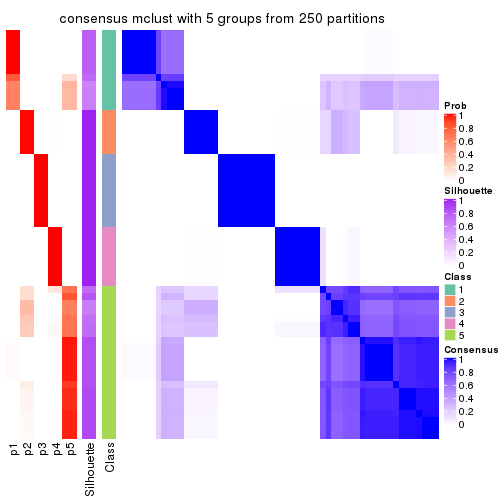 consensus mclust with 5 groups from 250 partitions
Prob
1
0.8
0.6
0.4
0.2
0
Silhouette
1
0.8
0.6
0.4
0.2
0
Class
1
2
3
4
5
Consensus
1
0.8
0.6
0.4
0.2
0
p1
p2
p3
p4
p5
Silhouette
Class